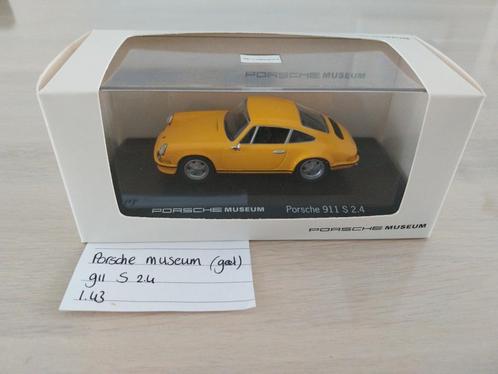 PORSCHE MUSEUM
PORSCHE MUSEUM Porsche 911 S 2.4
PORSCHE MUSEUM
Porsche museum (geel)
911 S 2.4
1.43